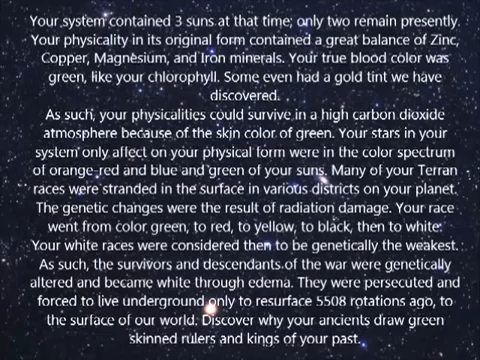 Your system contained 3 suns at that time; only two remain presently.
Your physicality in its original form contained a great balance of Zinc,
Copper, Magnesium, and Iron minerals. Your true blood color was
green, like your chlorophyll. Some even had a gold tint we have
discovered.
As such, your physicalities could survive in a high carbon dioxide
atmosphere because of the skin color of green. Your stars in your
system only affect on your physical form were in the color spectrum
of orange-red and blue and green of your suns. Many of your Terran
races were stranded in the surface in various districts on your planet.
The genetic changes were the result of radiation damage. Your race
went from color green, to red, to yellow, to black, then to white.
Your white races were considered then to be genetically the weakest.
As such, the survivors and descendants of the war were genetically
altered and became white through edema. They were persecuted and
forced to live underground only to resurface 5508 rotations ago, to
the surface of our world. Discover why your ancients draw green
skinned rulers and kings of your past.